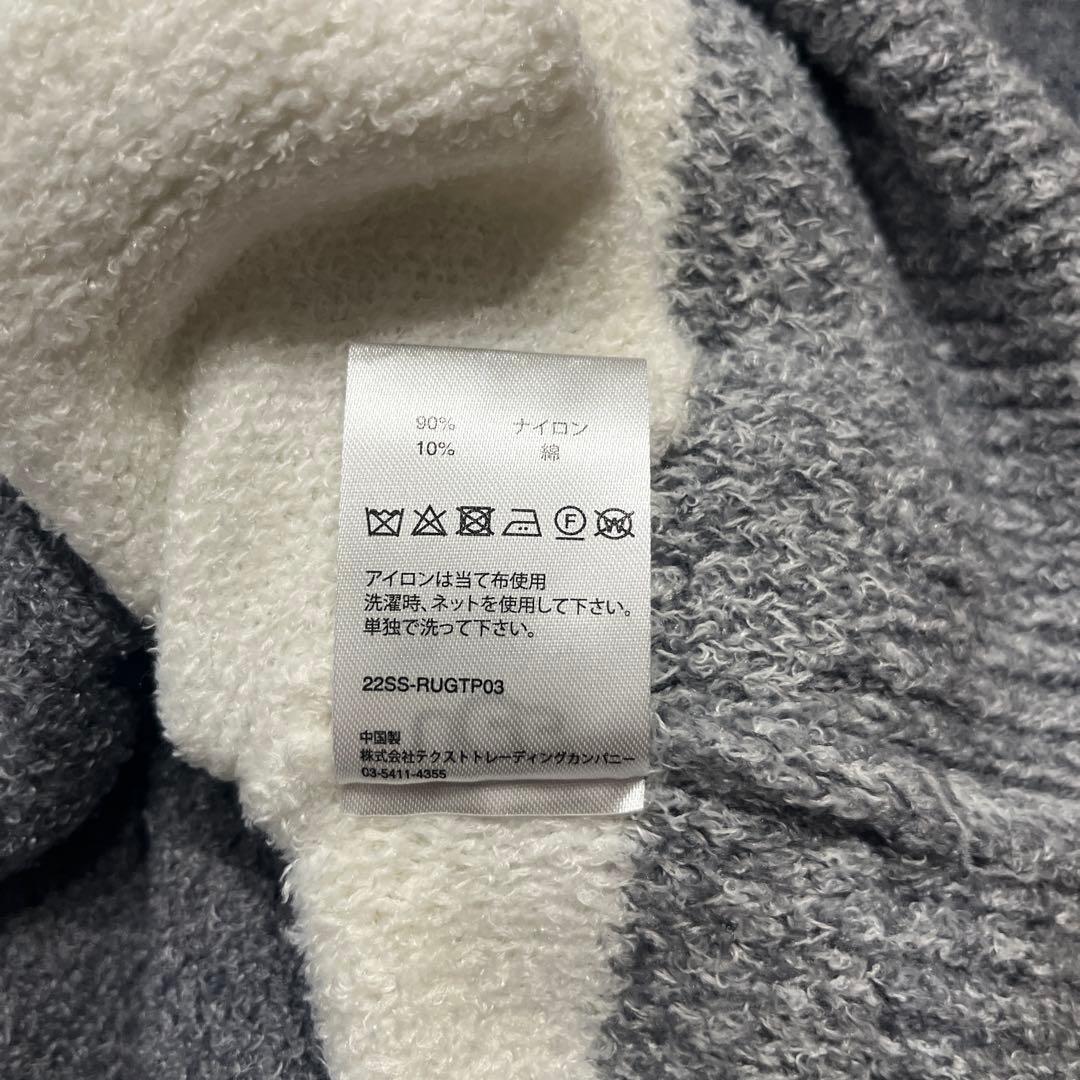 90% ナイロン
10% 綿
F W
アイロンは当て布使用
洗濯時、ネットを使用して下さい。
単独で洗って下さい。
22SS-RUGTP03
中国製
株式会社テクストトレーディングカンパニー
03-5411-4355